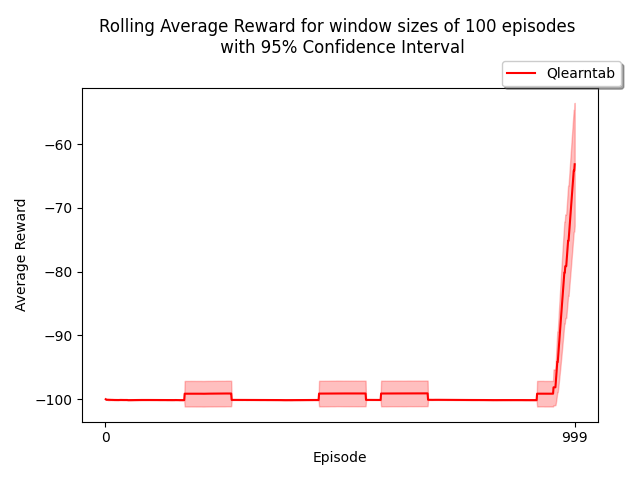 Rolling Average Reward for window sizes of 100 episodes
with 95% Confidence Interval
Qlearntab
−60
−70
−80
−90
−100
Average Reward
0
999
Episode